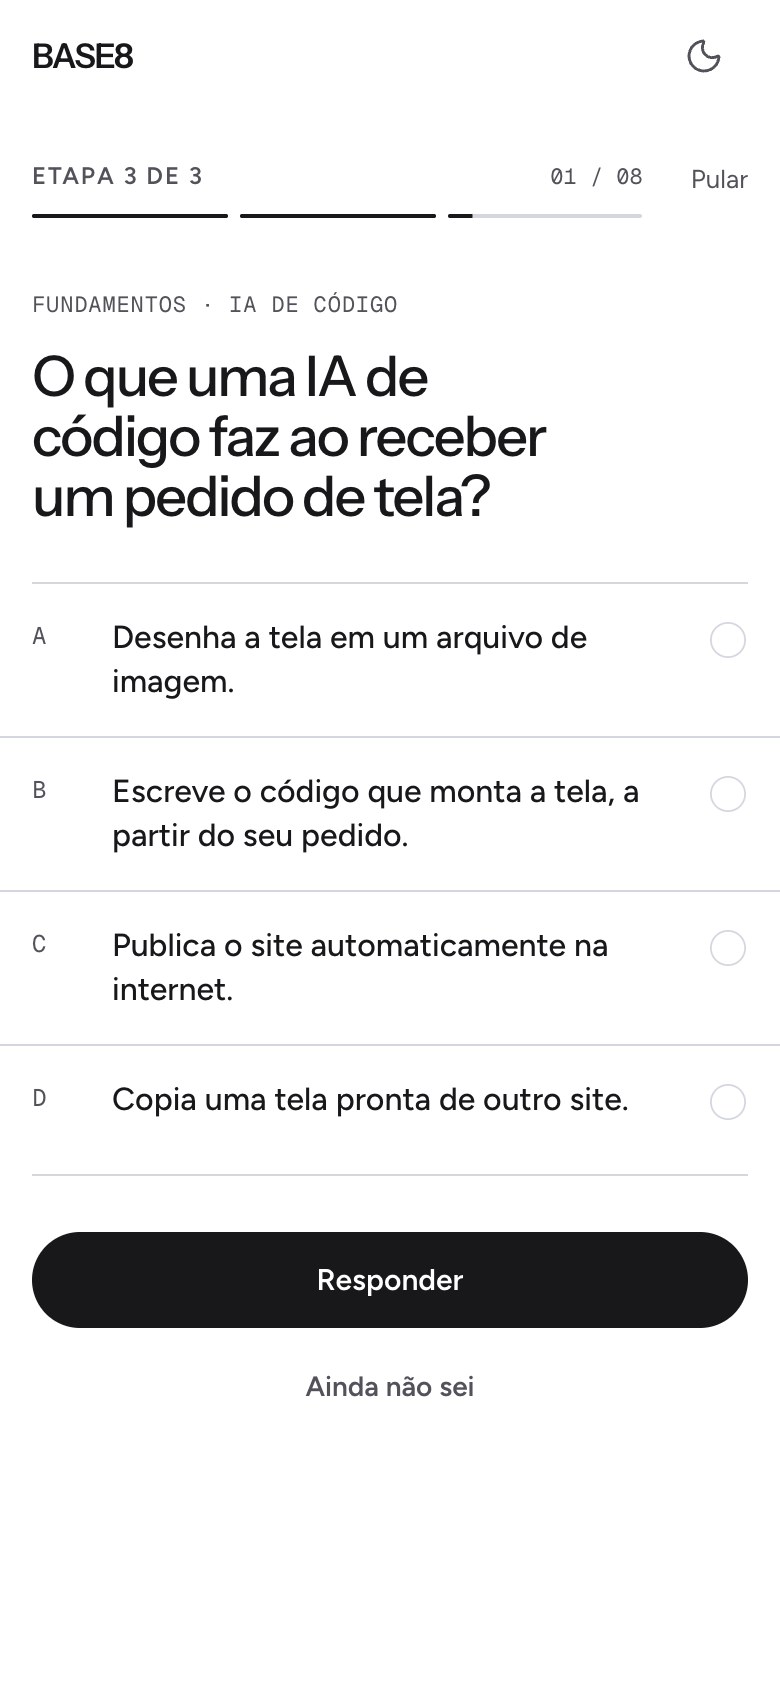 BASE8
ETAPA 3 DE 3
01 / 08
Pular
FUNDAMENTOS · IA DE CÓDIGO
O que uma IA de
código faz ao receber
um pedido de tela?
A
Desenha a tela em um arquivo de
imagem.
B
Escreve o código que monta a tela, a
partir do seu pedido.
C
Publica o site automaticamente na
internet.
D
Copia uma tela pronta de outro site.
Responder
Ainda não sei